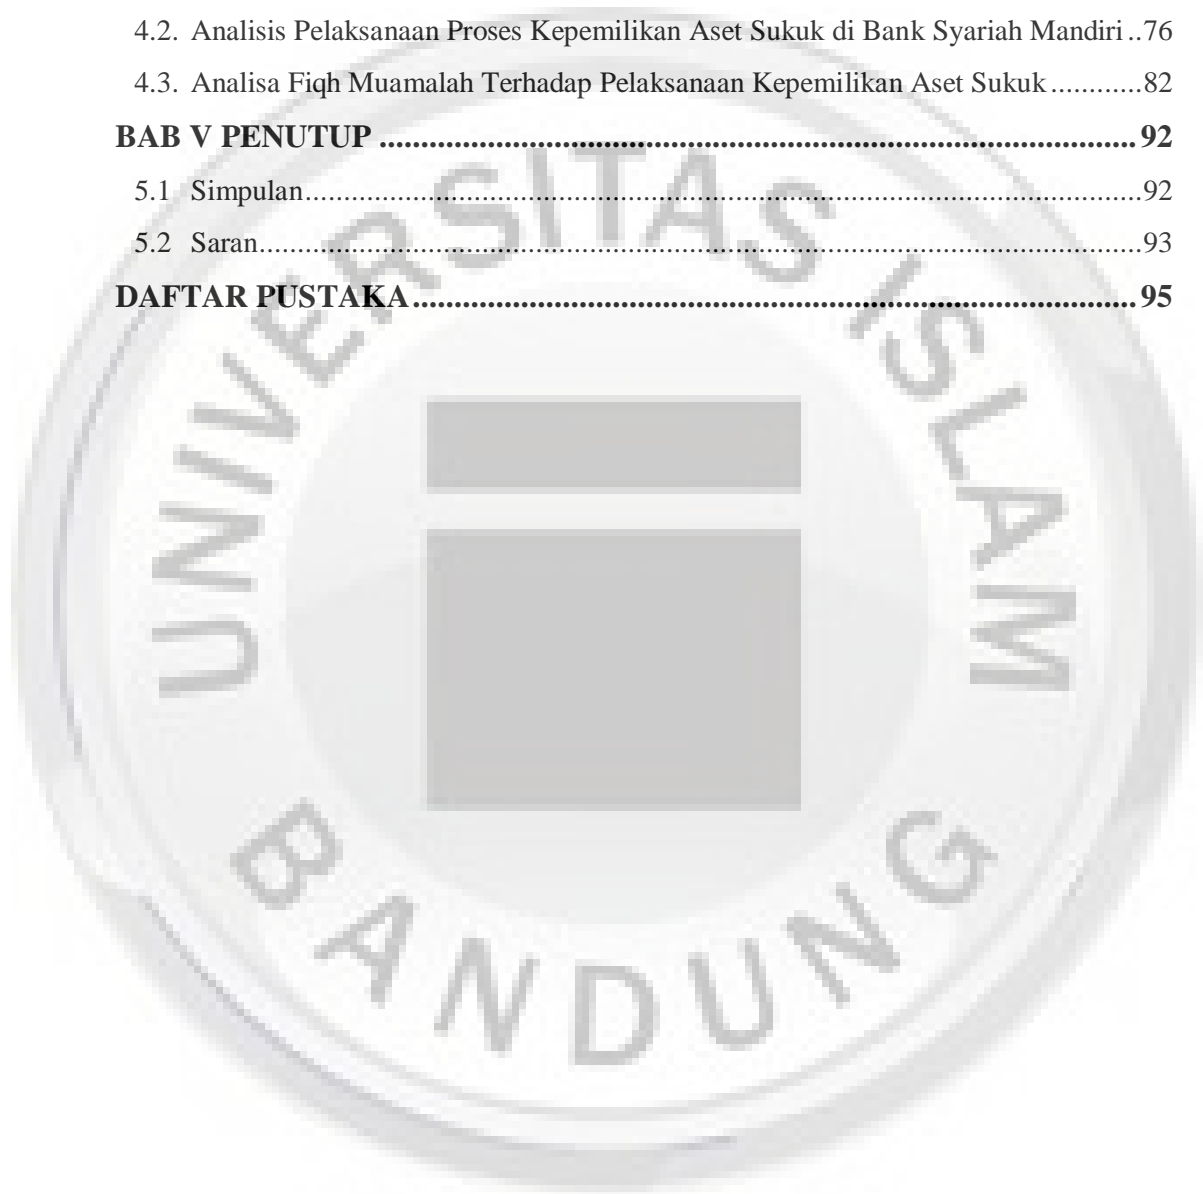 4.2. Analisis Pelaksanaan Proses Kepemilikan Aset Sukuk di Bank Syariah Mandiri ..76
4.3. Analisa Fiqh Muamalah Terhadap Pelaksanaan Kepemilikan Aset Sukuk............82
BAB V PENUTUP ........................................................................................ 92
5.1 Simpulan.....................................................................................................92
5.2 Saran...........................................................................................................93
DAFTAR PUSTAKA .................................................................................... 95
UNIVERSITAS ISLAM
BANDUNG